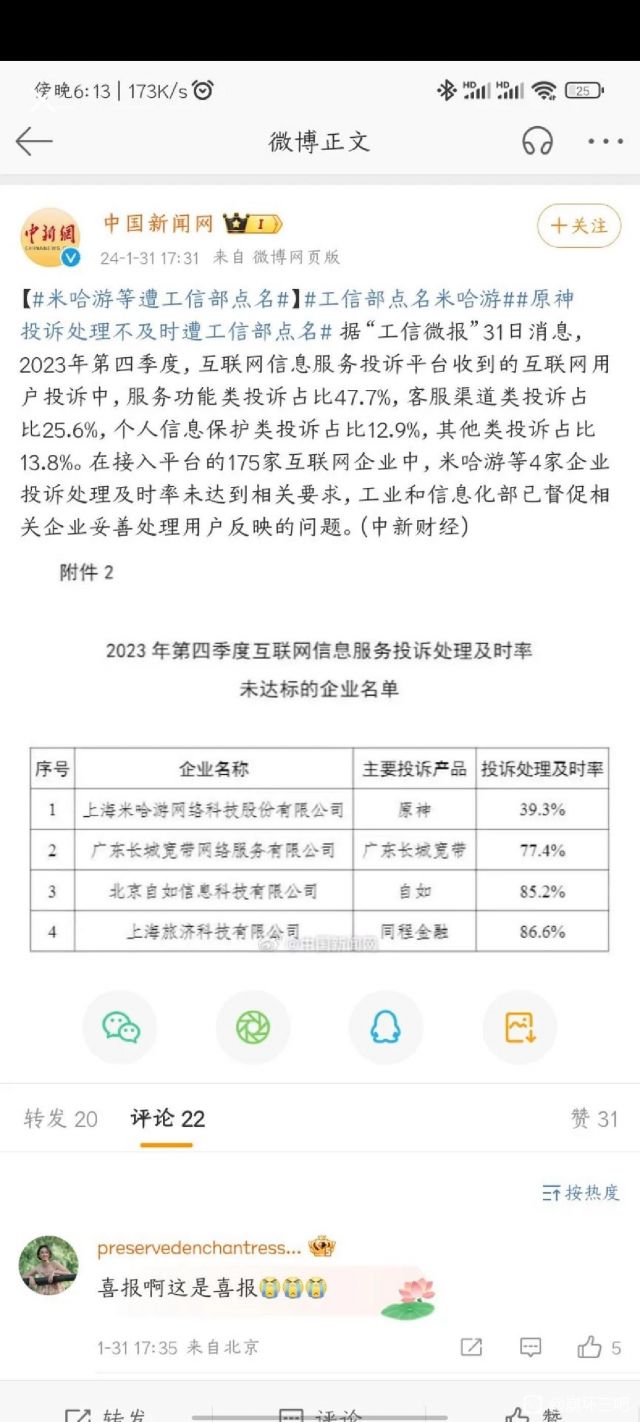 傍晚6:13 | 173K/s
HD HD 25
微博正文
中国新闻网 I
中新網
CHINANEWS.C
+关注
24-1-31 17:31 来自 微博网页版
【#米哈游等遭工信部点名#】#工信部点名米哈游##原神
投诉处理不及时遭工信部点名# 据“工信微报”31日消息,
2023年第四季度, 互联网信息服务投诉平台收到的互联网用
户投诉中, 服务功能类投诉占比47.7%, 客服渠道类投诉占
比25.6%, 个人信息保护类投诉占比12.9%, 其他类投诉占比
13.8%。在接入平台的175家互联网企业中, 米哈游等4家企业
投诉处理及时率未达到相关要求, 工业和信息化部已督促相
关企业妥善处理用户反映的问题。(中新财经)
附件 2
2023 年第四季度互联网信息服务投诉处理及时率
未达标的企业名单
序号 企业名称 主要投诉产品 投诉处理及时率
1 上海米哈游网络科技股份有限公司 原神 39.3%
2 广东长城宽带网络服务有限公司 广东长城宽带 77.4%
3 北京自如信息科技有限公司 自如 85.2%
4 上海旅济科技有限公司 同程金融 86.6%
@中国新闻网
转发 20 评论 22 赞 31
按热度
preservedenchantress...
喜报啊这是喜报😭😭😭
1-31 17:35 来自北京 5
转发 评论 赞
@崩坏三吧